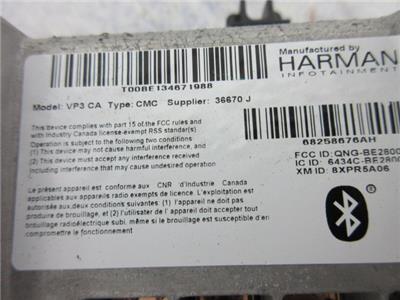 Manufactured by
HARMAN
INFOTAINMENT
T00BE134671988
Model: VP3 CA Type: CMC Supplier: 36670 J
This device complies with part 15 of the FCC rules and
with Industry Canada license-exempt RSS standar(s)
Operation is subject to the following two conditions
(1) This device may not cause harmful interference, and
(2) This device must accept any interference received
including interference that may cause undesired operation
68258676AH
FCC ID: QNG-BE2800
IC ID: 6434C-BE2800
XM ID: 8XPR5A06
Le présent appareil est conforme aux CNR d'Industrie Canada
applicables aux appareils radio exempts de licence. L'exploitation est
autorisée aux deux conditions suivantes : (1) l'appareil ne doit pas
produire de brouillage, et (2) l'utilisateur de l' appareil doit accepter tout
brouillage radioélectrique subi, même si le brouillage est susceptible d'en
compromettre le fonctionnement